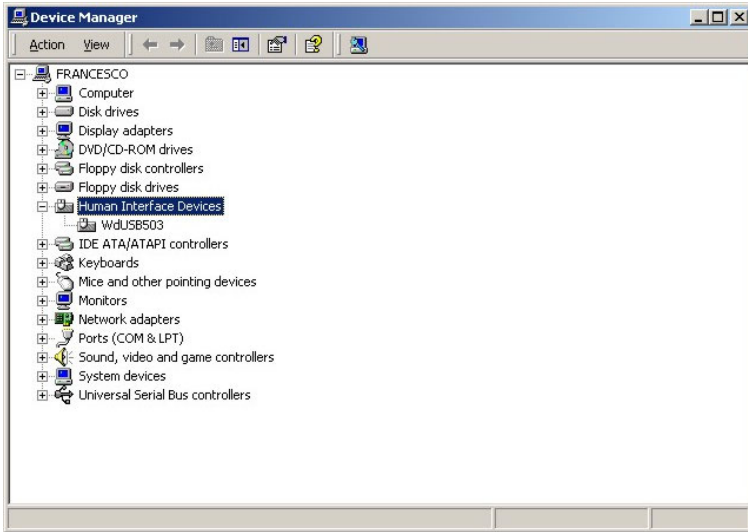 Device Manager
Action View
FRANCESCO
Computer
Disk drives
Display adapters
DVD/CD-ROM drives
Floppy disk controllers
Floppy disk drives
Human Interface Devices
WdUSB503
IDE ATA/ATAPI controllers
Keyboards
Mice and other pointing devices
Monitors
Network adapters
Ports (COM & LPT)
Sound, video and game controllers
System devices
Universal Serial Bus controllers